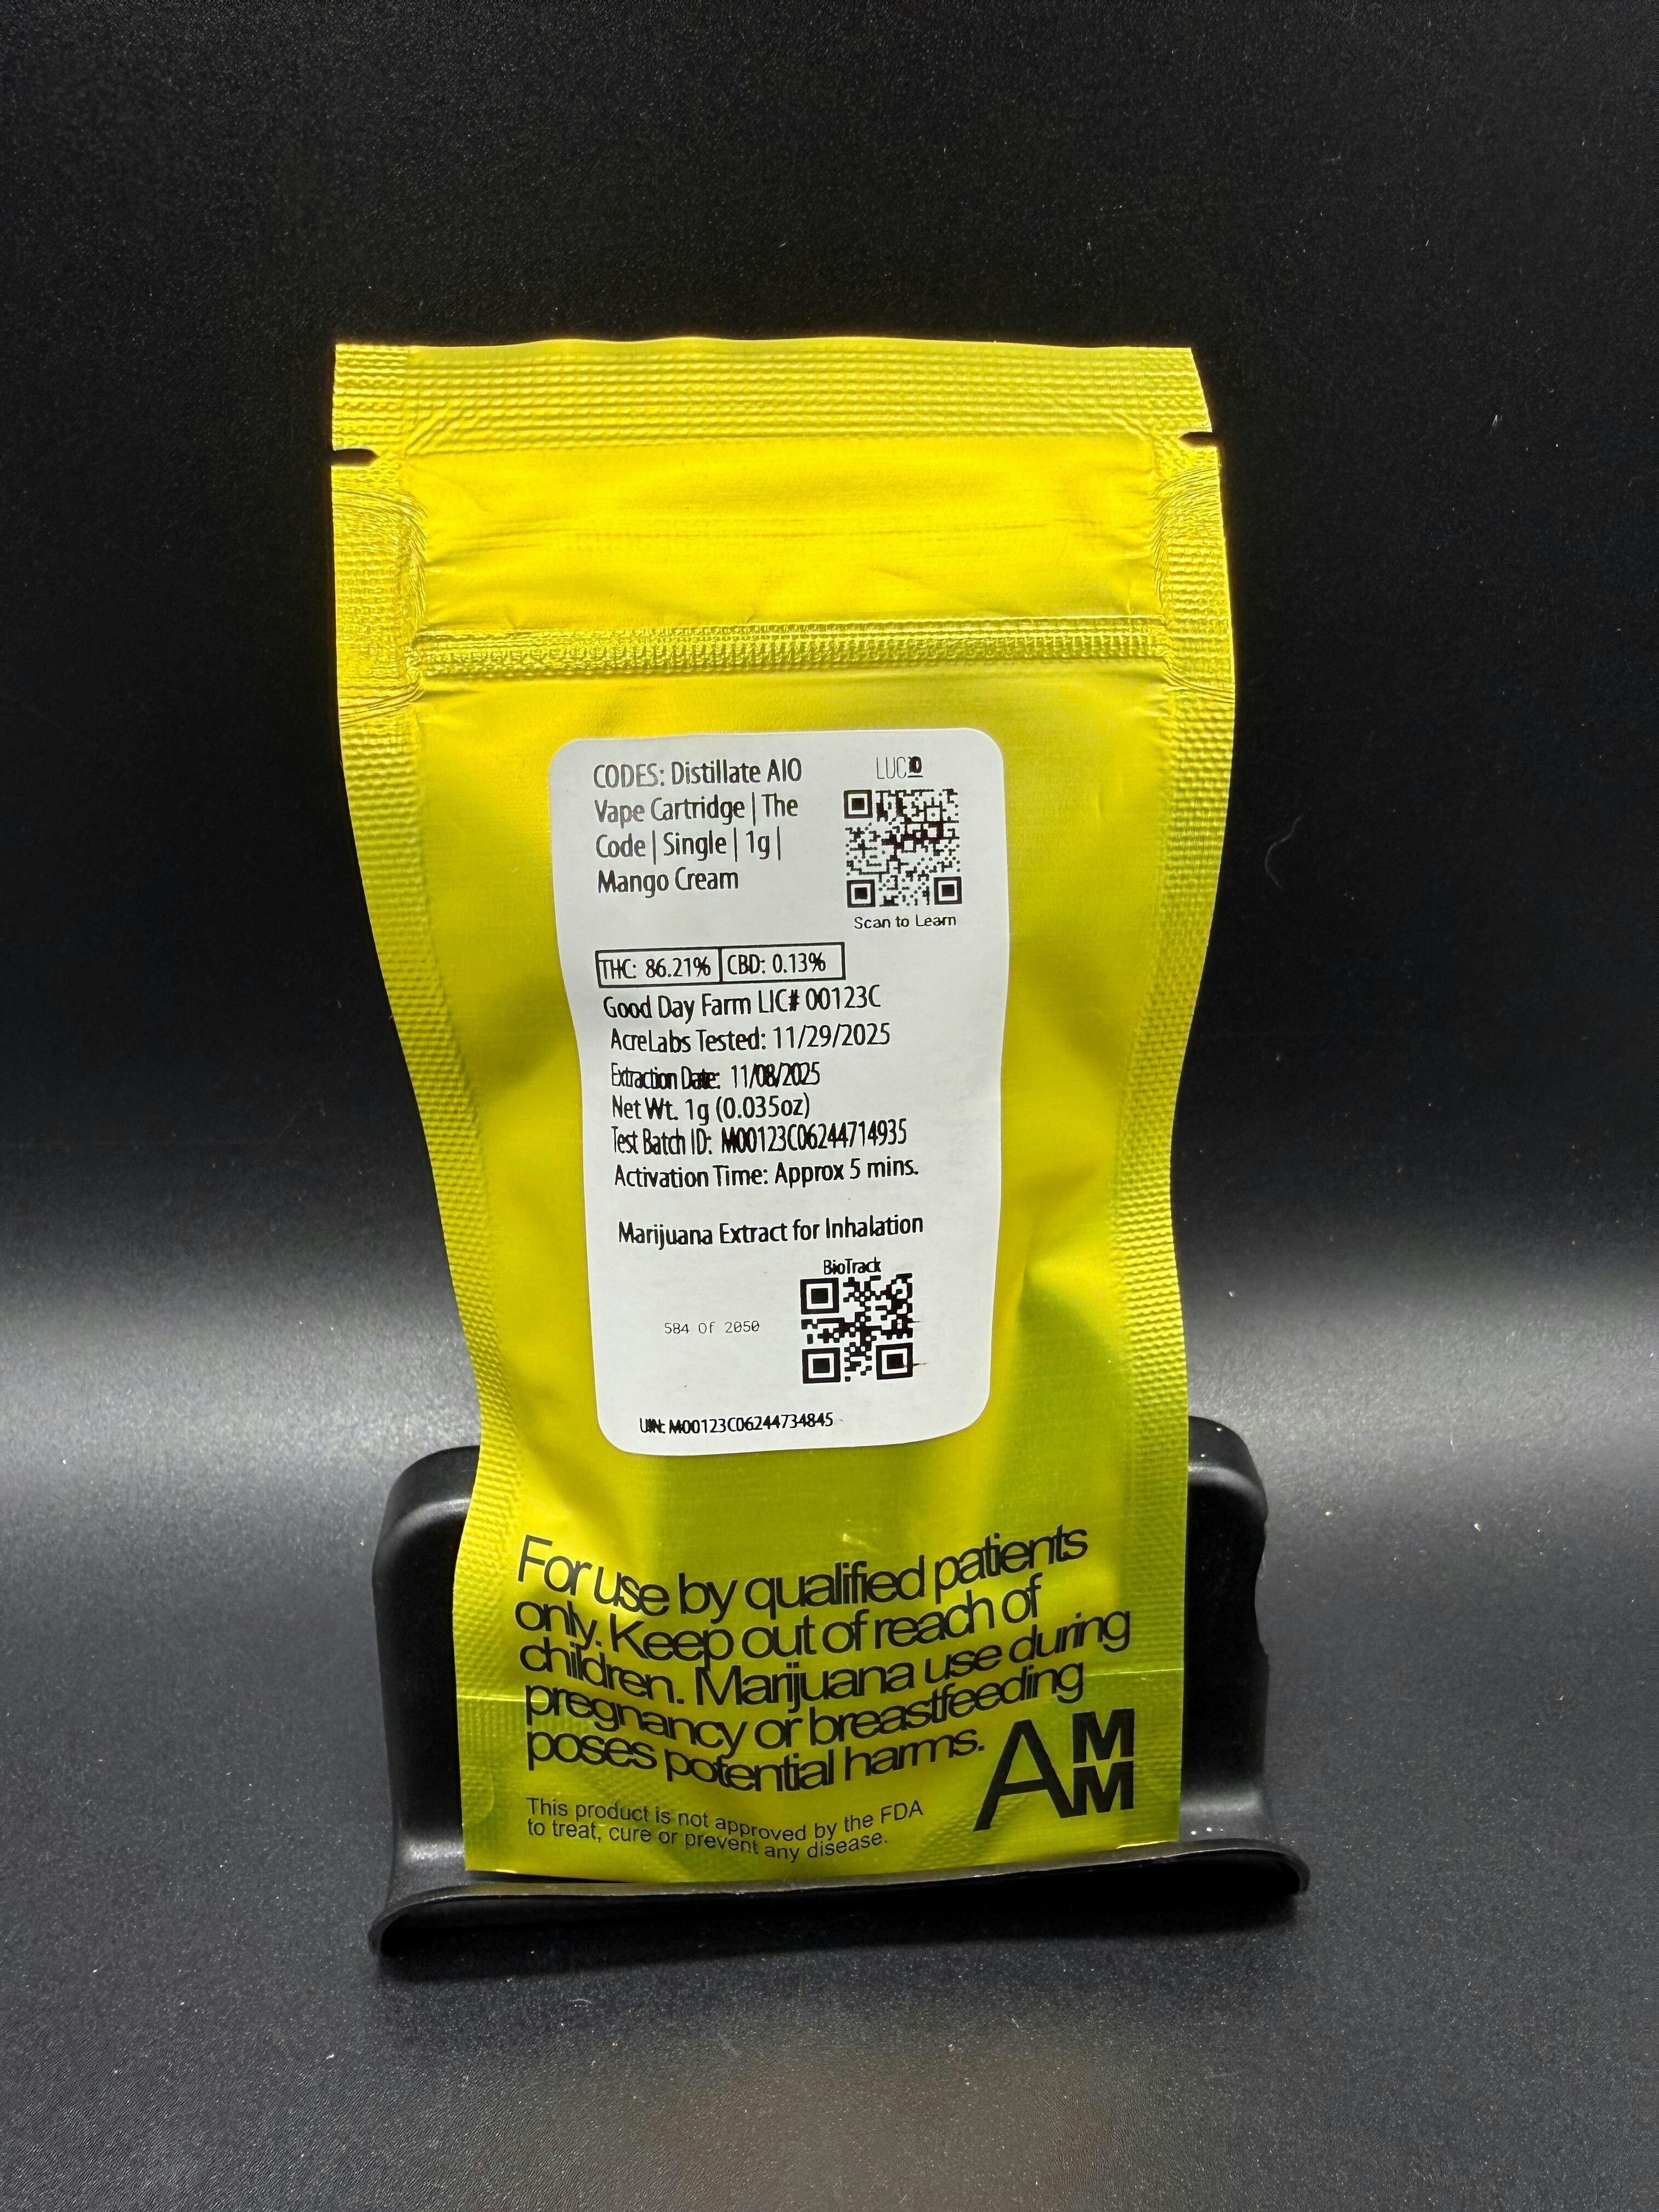 CODES: Distillate AIO
Vape Cartridge | The
Code | Single | 1g |
Mango Cream
LUCID
Scan to Learn
THC: 86.21% CBD: 0.13%
Good Day Farm LIC# 00123C
AcreLabs Tested: 11/29/2025
Extraction Date: 11/08/2025
Net Wt. 1g (0.035oz)
Test Batch ID: M00123C06244714935
Activation Time: Approx 5 mins.
Marijuana Extract for Inhalation
BioTrack
584 Of 2050
UIN: M00123C06244734845
For use by qualified patients
only. Keep out of reach of
children. Marijuana use during
pregnancy or breastfeeding
poses potential harms.
AMM
This product is not approved by the FDA
to treat, cure or prevent any disease.